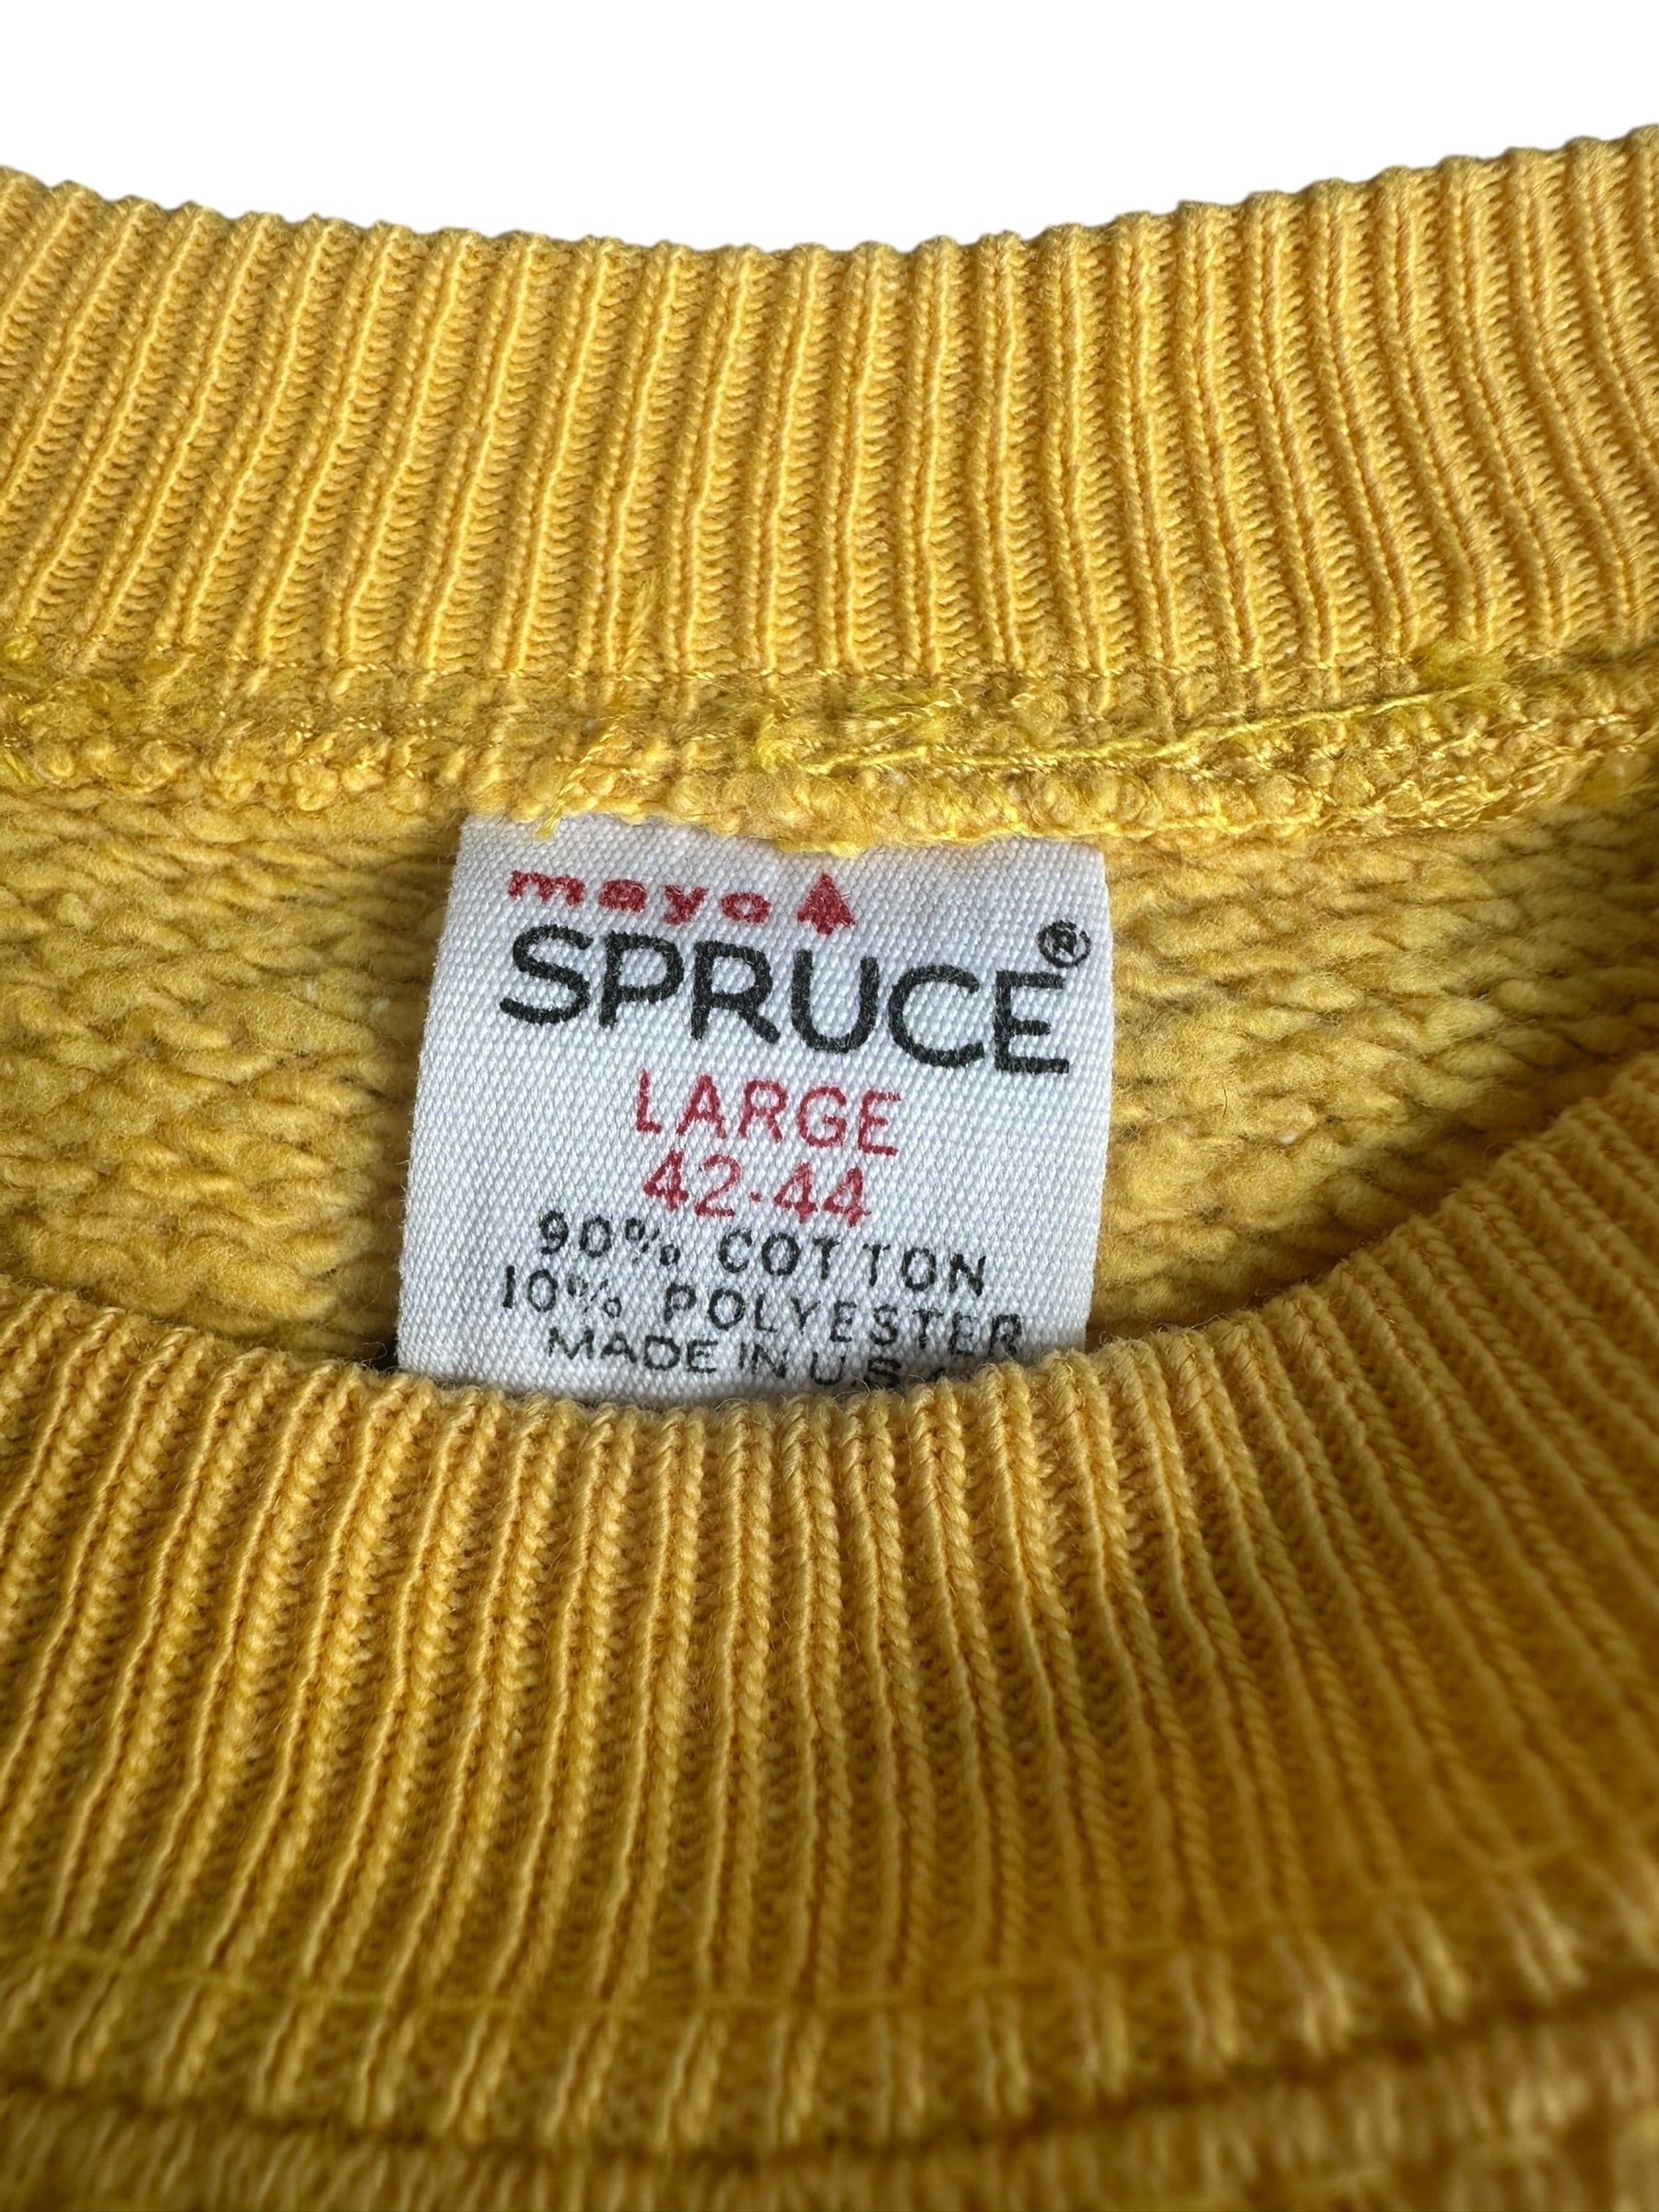 mayo
SPRUCE®
LARGE
42-44
90% COTTON
10% POLYESTER
MADE IN U.S.A